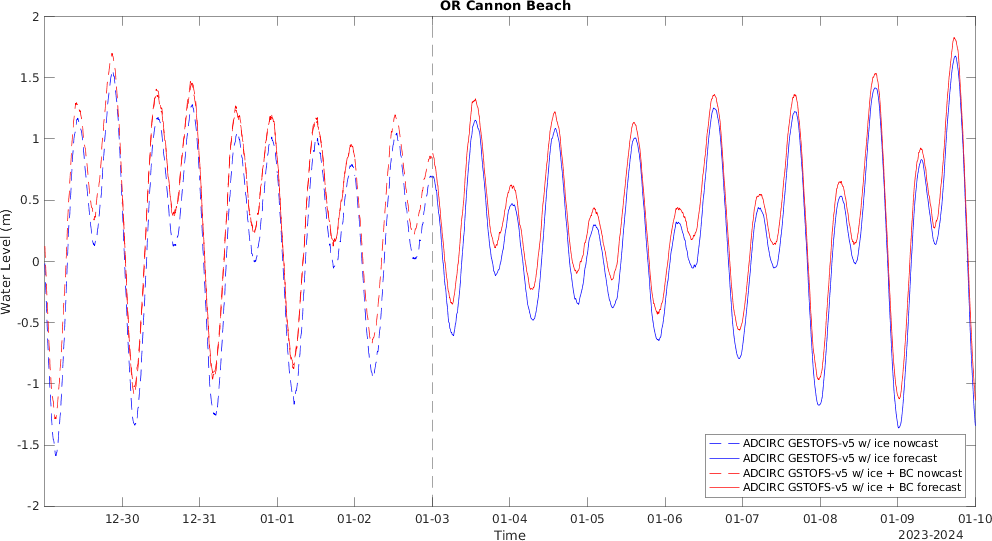 OR Cannon Beach
2
1.5
1
0.5
0
-0.5
-1
-1.5
-2
Water Level (m)
ADCIRC GESTOFS-v5 w/ ice nowcast
ADCIRC GESTOFS-v5 w/ ice forecast
ADCIRC GSTOFS-v5 w/ ice + BC nowcast
ADCIRC GSTOFS-v5 w/ ice + BC forecast
12-30 12-31 01-01 01-02 01-03 01-04 01-05 01-06 01-07 01-08 01-09 01-10
Time
2023-2024